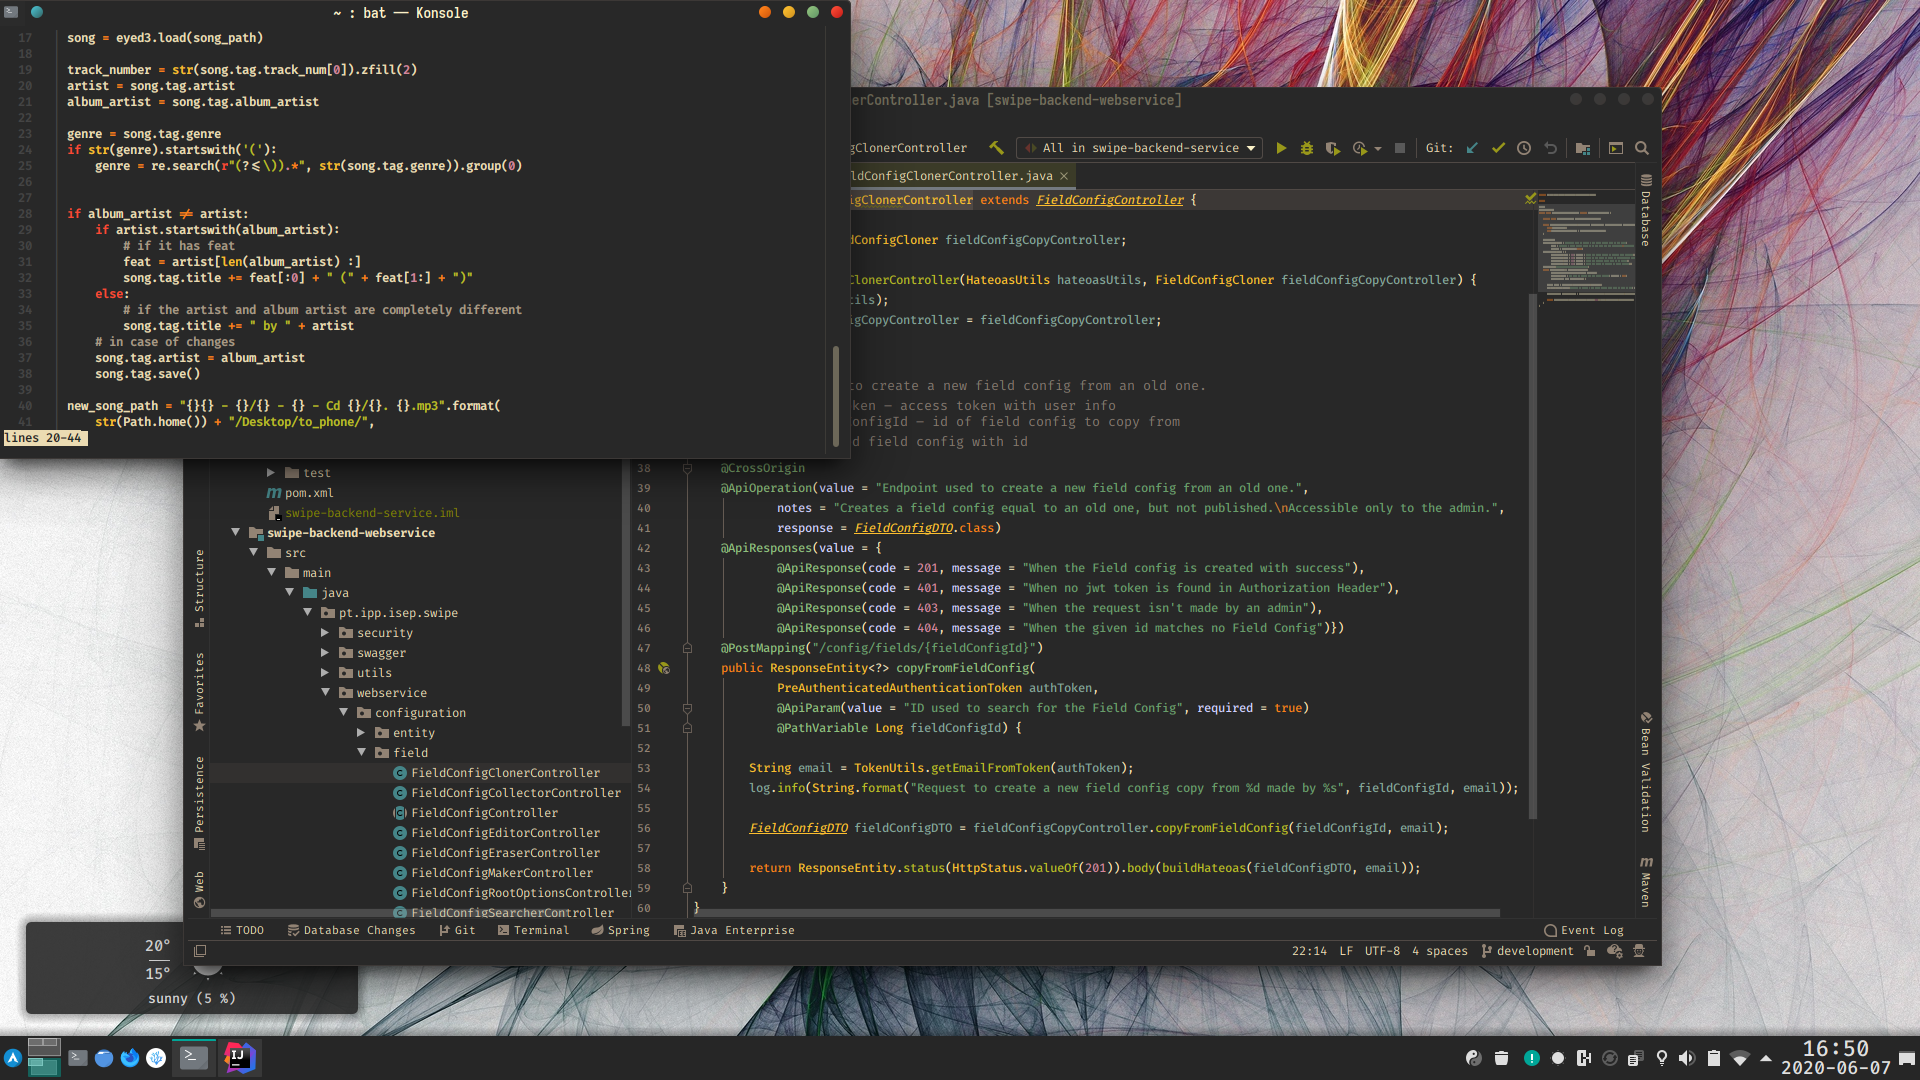 ~ : bat — Konsole
17 song = eyed3.load(song_path)
18
19 track_number = str(song.tag.track_num[0]).zfill(2)
20 artist = song.tag.artist
21 album_artist = song.tag.album_artist
22
23 genre = song.tag.genre
24 if str(genre).startswith('('):
25 genre = re.search(r"(?<=\)).*", str(song.tag.genre)).group(0)
26
27
28 if album_artist != artist:
29 if artist.startswith(album_artist):
30 # if it has feat
31 feat = artist[len(album_artist) :]
32 song.tag.title += feat[:0] + " (" + feat[1:] + ")"
33 else:
34 # if the artist and album artist are completely different
35 song.tag.title += " by " + artist
36 # in case of changes
37 song.tag.artist = album_artist
38 song.tag.save()
39
40 new_song_path = "{}{} - {}/{} - {} - Cd {}/{}. {}.mp3".format(
41 str(Path.home()) + "/Desktop/to_phone/",
lines 20-44
erController.java [swipe-backend-webservice]
gClonerController
All in swipe-backend-service
Git:
ldConfigClonerController.java
igClonerController extends FieldConfigController {
dConfigCloner fieldConfigCopyController;
ClonerController(HateoasUtils hateoasUtils, FieldConfigCloner fieldConfigCopyController) {
tils);
igCopyController = fieldConfigCopyController;
to create a new field config from an old one.
ken – access token with user info
onfigId – id of field config to copy from
d field config with id
38 @CrossOrigin
39 @ApiOperation(value = "Endpoint used to create a new field config from an old one.",
40 notes = "Creates a field config equal to an old one, but not published.\nAccessible only to the admin.",
41 response = FieldConfigDTO.class)
42 @ApiResponses(value = {
43 @ApiResponse(code = 201, message = "When the Field config is created with success"),
44 @ApiResponse(code = 401, message = "When no jwt token is found in Authorization Header"),
45 @ApiResponse(code = 403, message = "When the request isn't made by an admin"),
46 @ApiResponse(code = 404, message = "When the given id matches no Field Config")})
47 @PostMapping("/config/fields/{fieldConfigId}")
48 public ResponseEntity<?> copyFromFieldConfig(
49 PreAuthenticatedAuthenticationToken authToken,
50 @ApiParam(value = "ID used to search for the Field Config", required = true)
51 @PathVariable Long fieldConfigId) {
52
53 String email = TokenUtils.getEmailFromToken(authToken);
54 log.info(String.format("Request to create a new field config copy from %d made by %s", fieldConfigId, email));
55
56 FieldConfigDTO fieldConfigDTO = fieldConfigCopyController.copyFromFieldConfig(fieldConfigId, email);
57
58 return ResponseEntity.status(HttpStatus.valueOf(201)).body(buildHateoas(fieldConfigDTO, email));
59 }
60 }
test
pom.xml
swipe-backend-service.iml
swipe-backend-webservice
src
main
java
pt.ipp.isep.swipe
security
swagger
utils
webservice
configuration
entity
field
FieldConfigClonerController
FieldConfigCollectorController
FieldConfigController
FieldConfigEditorController
FieldConfigEraserController
FieldConfigMakerController
FieldConfigRootOptionsController
FieldConfigSearcherController
Structure
Favorites
Persistence
Web
Database
Bean Validation
Maven
TODO
Database Changes
Git
Terminal
Spring
Java Enterprise
Event Log
22:14 LF UTF-8 4 spaces development
20°
15°
sunny (5 %)
IJ
16:50
2020-06-07